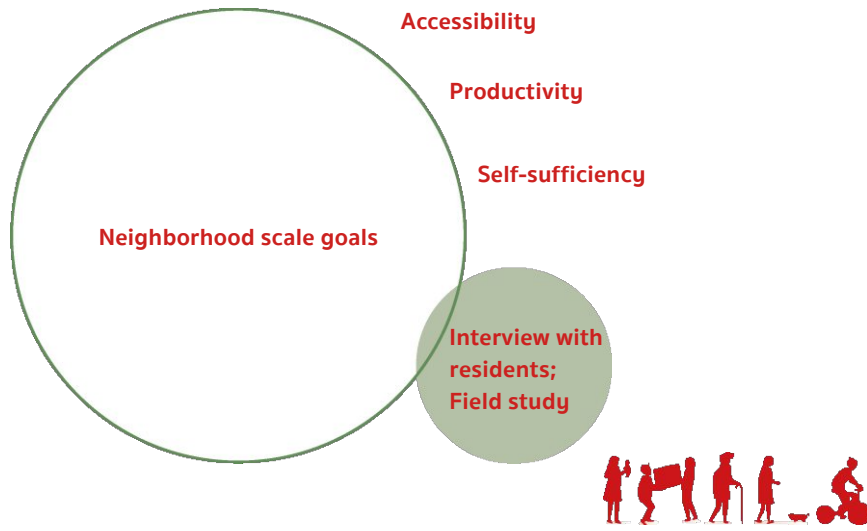 Accessibility
Productivity
Self-sufficiency
Neighborhood scale goals
Interview with
residents;
Field study